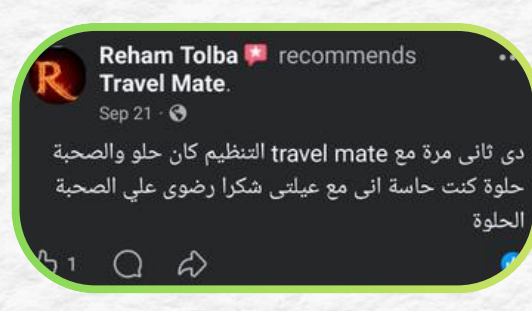 R
Reham Tolba recommends
Travel Mate.
Sep 21
دى ثانى مرة مع travel mate التنظيم كان حلو والصحبة
حلوة كنت حاسة انى مع عيلتى شكرا رضوى علي الصحبة
الحلوة
1